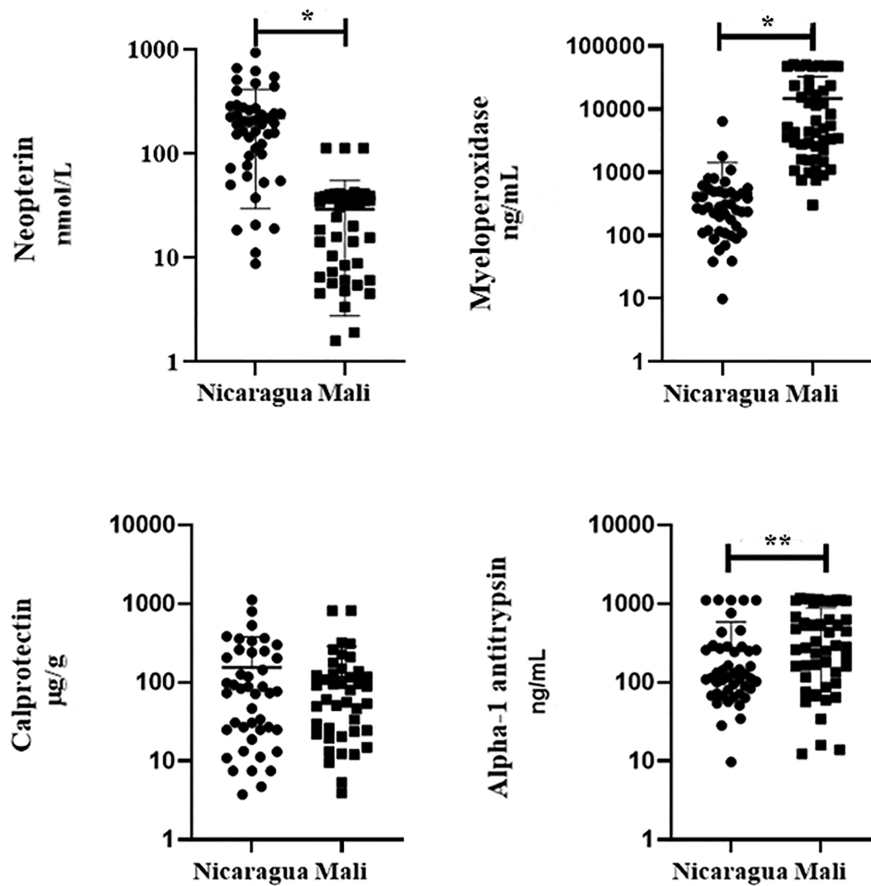 *
1000
100
10
1
Neopterin
nmol/L
Nicaragua Mali
*
100000
10000
1000
100
10
1
Myeloperoxidase
ng/mL
Nicaragua Mali
10000
1000
100
10
1
Calprotectin
µg/g
Nicaragua Mali
**
10000
1000
100
10
1
Alpha-1 antitrypsin
ng/mL
Nicaragua Mali